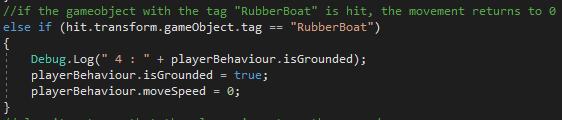 //if the gameobject with the tag "RubberBoat" is hit, the movement returns to 0
else if (hit.transform.gameObject.tag == "RubberBoat")
{
Debug.Log(" 4 : " + playerBehaviour.isGrounded);
playerBehaviour.isGrounded = true;
playerBehaviour.moveSpeed = 0;
}